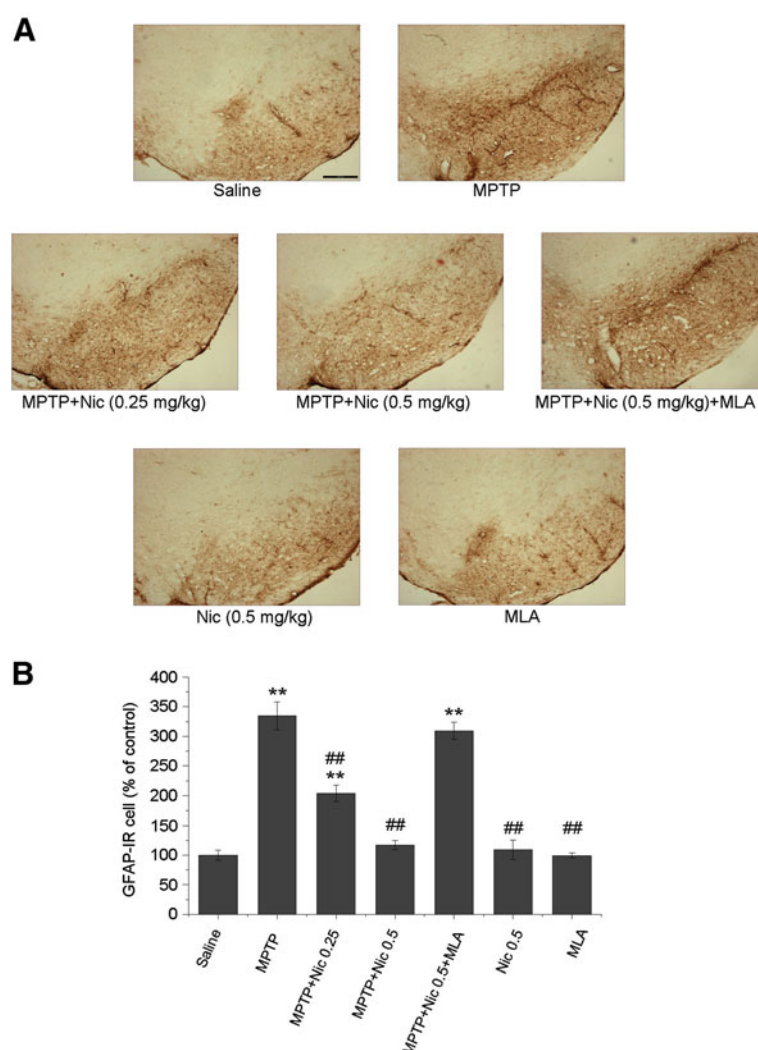 A
Saline
MPTP
MPTP+Nic (0.25 mg/kg)
MPTP+Nic (0.5 mg/kg)
MPTP+Nic (0.5 mg/kg)+MLA
Nic (0.5 mg/kg)
MLA
B
GFAP-IR cell (% of control)
400
350
300
250
200
150
100
50
0
**
##
**
##
**
##
##
Saline
MPTP
MPTP+Nic 0.25
MPTP+Nic 0.5
MPTP+Nic 0.5+MLA
Nic 0.5
MLA